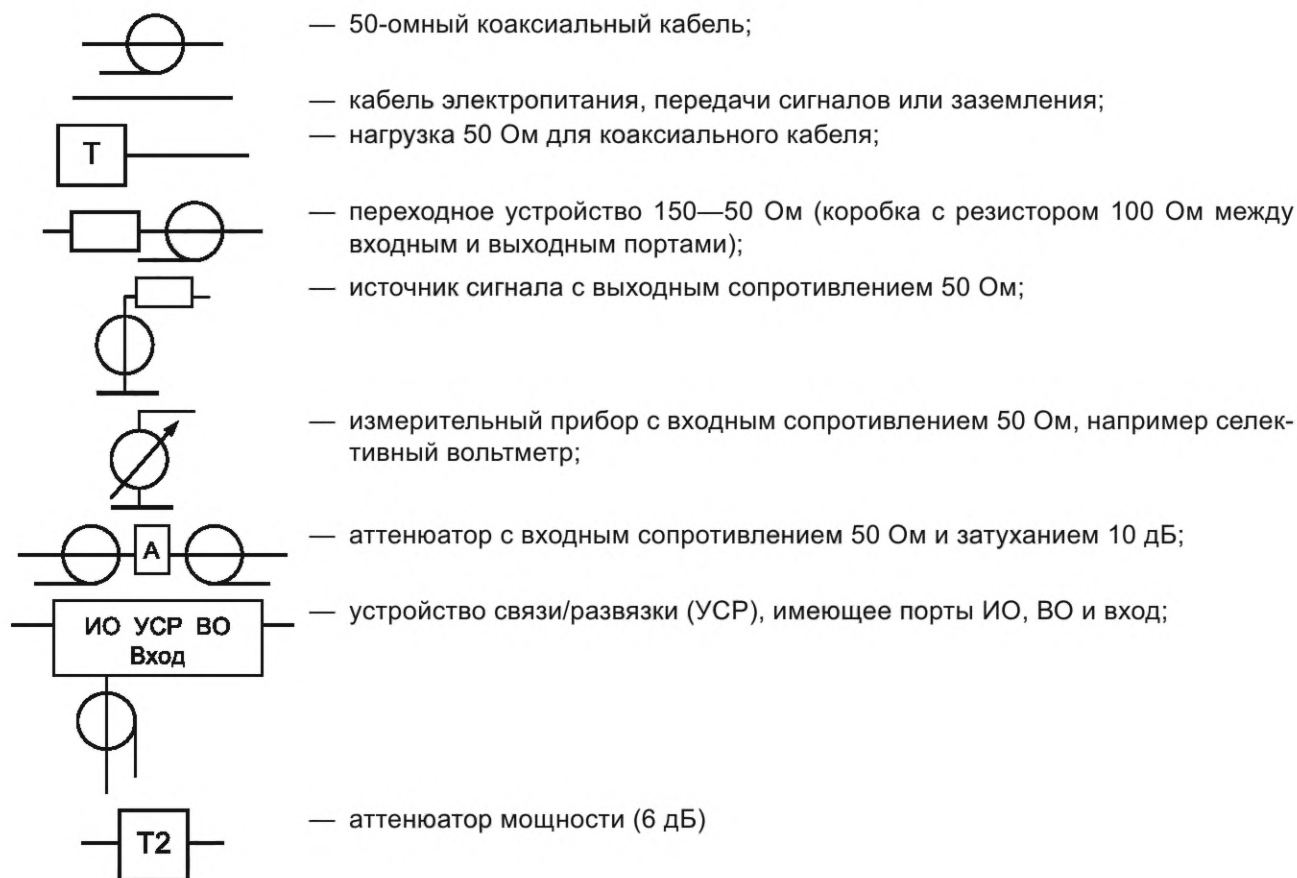 — 50-омный коаксиальный кабель;
— кабель электропитания, передачи сигналов или заземления;
T
— нагрузка 50 Ом для коаксиального кабеля;
— переходное устройство 150—50 Ом (коробка с резистором 100 Ом между
входным и выходным портами);
— источник сигнала с выходным сопротивлением 50 Ом;
— измерительный прибор с входным сопротивлением 50 Ом, например селек-
тивный вольтметр;
А
— аттенюатор с входным сопротивлением 50 Ом и затуханием 10 дБ;
ИО УСР ВО
Вход
— устройство связи/развязки (УСР), имеющее порты ИО, ВО и вход;
T2
— аттенюатор мощности (6 дБ)